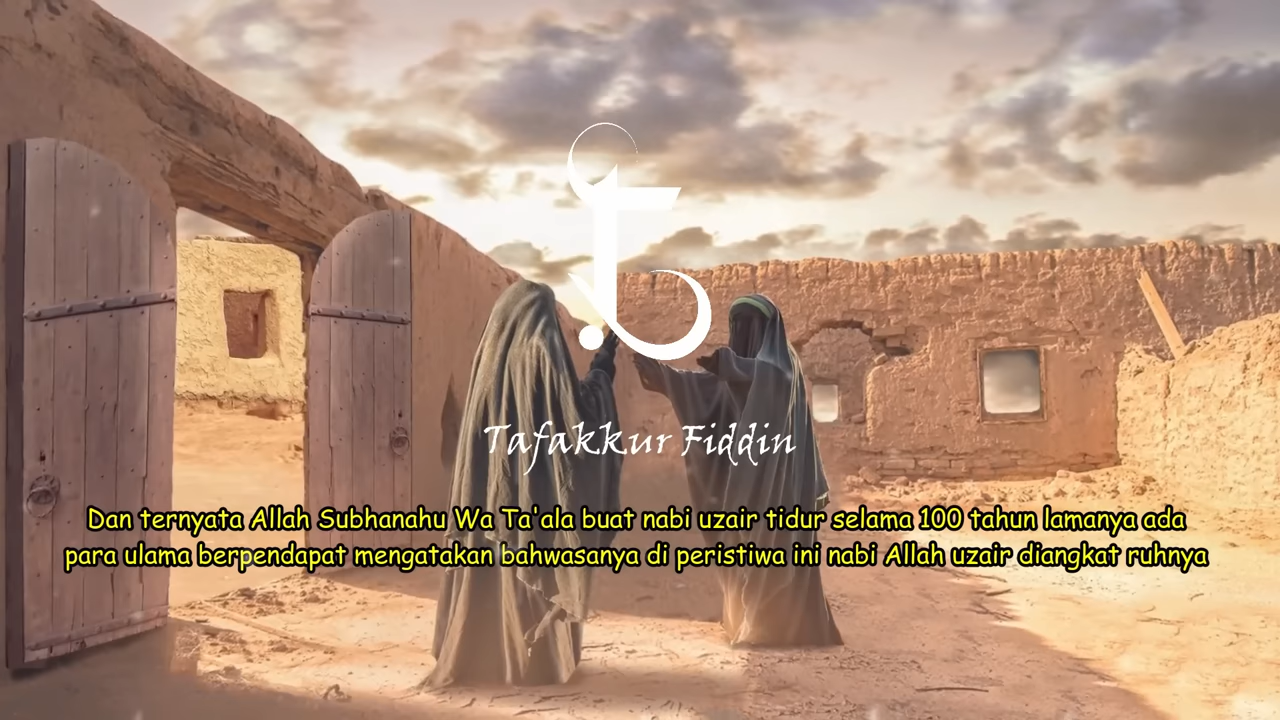 Tafakkur Fiddin
Dan ternyata Allah Subhanahu Wa Ta'ala buat nabi uzair tidur selama 100 tahun lamanya ada
para ulama berpendapat mengatakan bahwasanya di peristiwa ini nabi Allah uzair diangkat ruhnya